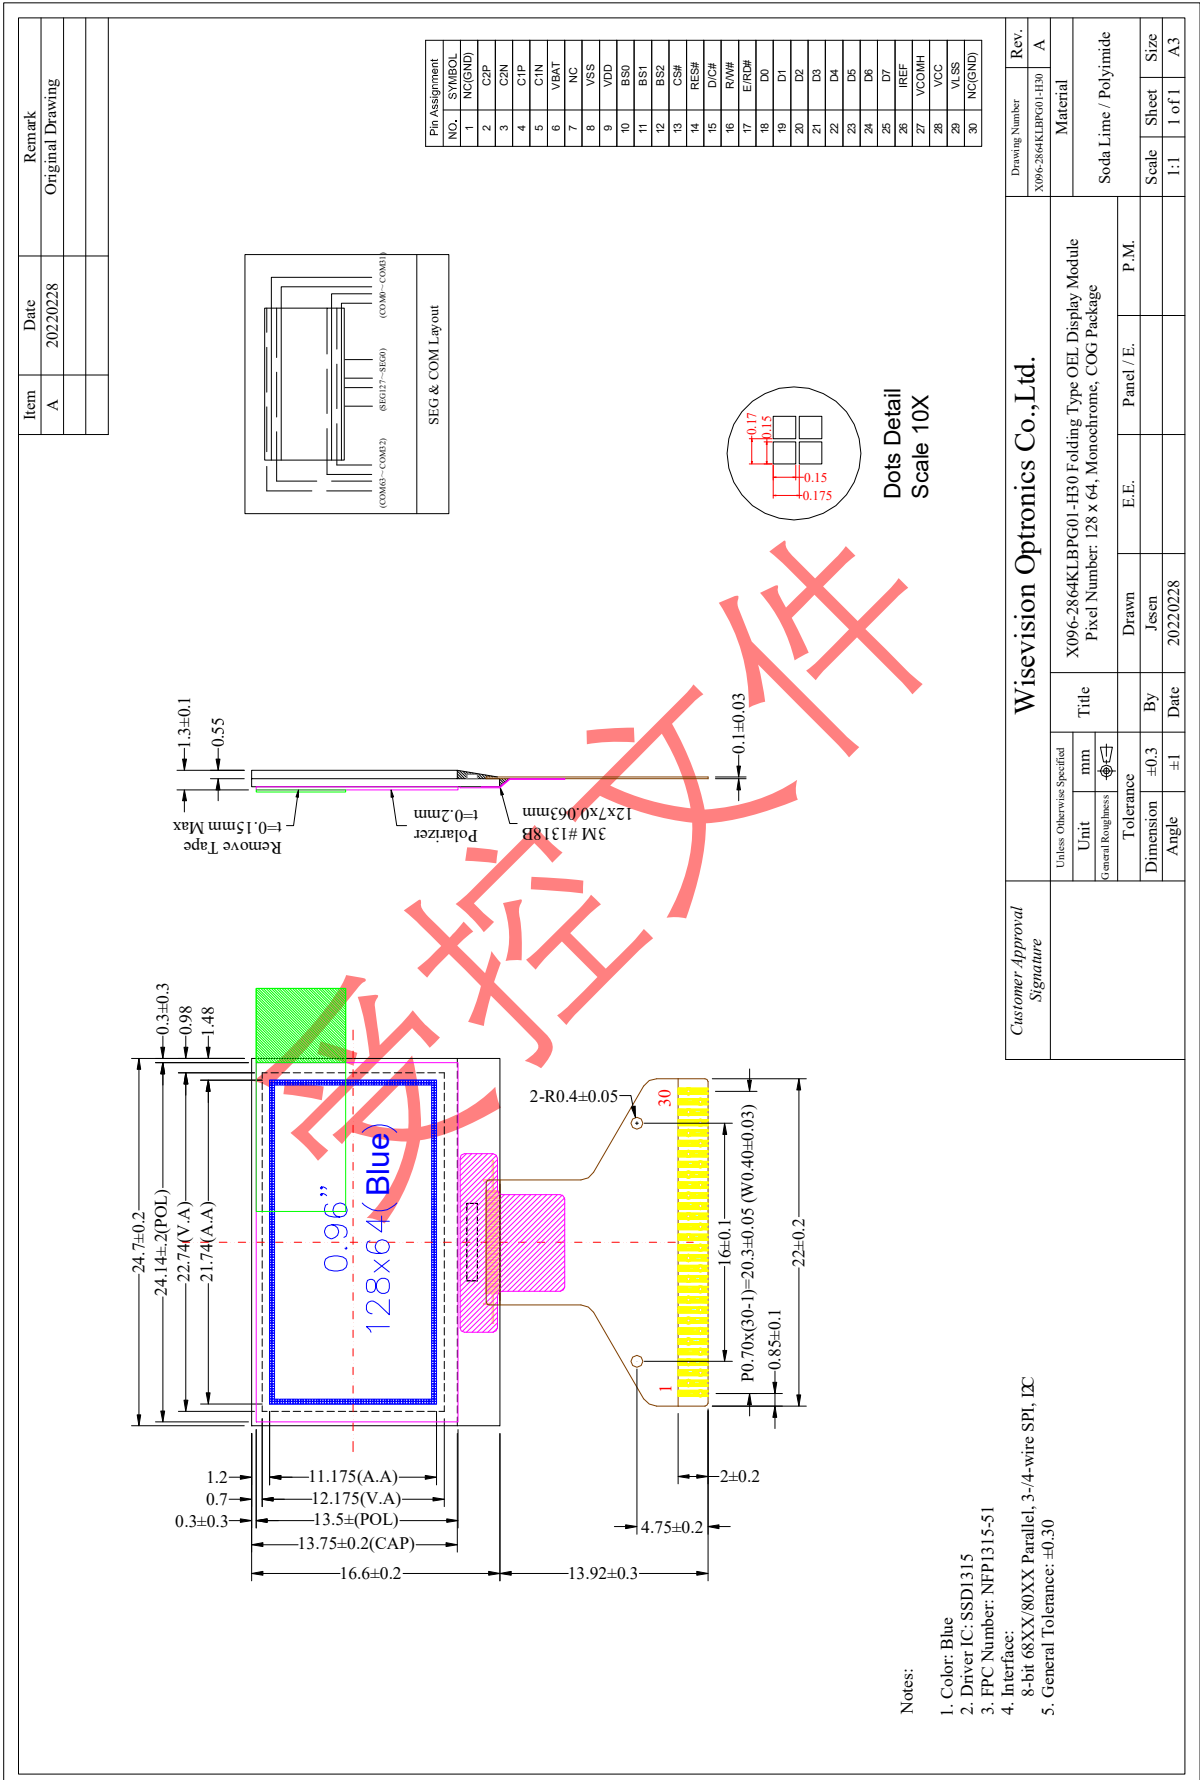 Item Date Remark
A 20220228 Original Drawing
Pin Assignment
NO. SYMBOL
1 NC(GND)
2 C2P
3 C2N
4 C1P
5 C1N
6 VBAT
7 NC
8 VSS
9 VDD
10 BS0
11 BS1
12 BS2
13 CS#
14 RES#
15 D/C#
16 R/W#
17 E/RD#
18 D0
19 D1
20 D2
21 D3
22 D4
23 D5
24 D6
25 D7
26 IREF
27 VCOMH
28 VCC
29 VLSS
30 NC(GND)
(COM63~COM32)
(SEG127~SEG0)
(COM0~COM31)
SEG & COM Layout
0.17
0.15
0.15
0.175
Dots Detail
Scale 10X
1.3±0.1
0.55
Remove Tape
t=0.15mm Max
Polarizer
t=0.2mm
3M #1318B
12x7x0.063mm
0.1±0.03
受控文件
24.7±0.2
24.14±.2(POL)
22.74(V.A)
21.74(A.A)
0.3±0.3
0.98
1.48
0.96”
128x64(Blue)
2-R0.4±0.05
1
30
16±0.1
P0.70x(30-1)=20.3±0.05 (W0.40±0.03)
0.85±0.1
22±0.2
1.2
11.175(A.A)
0.7
12.175(V.A)
0.3±0.3
13.5±(POL)
13.75±0.2(CAP)
16.6±0.2
13.92±0.3
2±0.2
4.75±0.2
Notes:
1. Color: Blue
2. Driver IC: SSD1315
3. FPC Number: NFP1315-51
4. Interface:
8-bit 68XX/80XX Parallel, 3-/4-wire SPI, I2C
5. General Tolerance: ±0.30
Customer Approval
Signature
Wisevision Optronics Co.,Ltd.
Drawing Number Rev.
X096-2864KLBPG01-H30 A
Unless Otherwise Specified
Unit mm
General Roughness
Tolerance
Dimension ±0.3
Angle ±1
Title
X096-2864KLBPG01-H30 Folding Type OEL Display Module
Pixel Number: 128 x 64, Monochrome, COG Package
Material
Soda Lime / Polyimide
Drawn E.E. Panel / E. P.M.
By Jesen
Date 20220228
Scale Sheet Size
1:1 1 of 1 A3